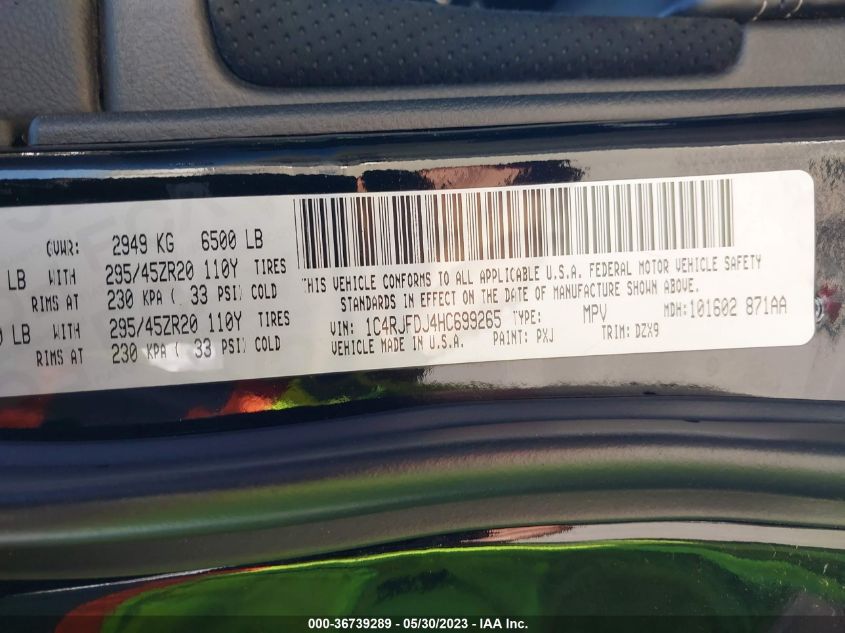 GVWR: 2949 KG 6500 LB
LB WITH 295/45ZR20 110Y TIRES
RIMS AT 230 KPA ( 33 PSI) COLD
LB WITH 295/45ZR20 110Y TIRES
RIMS AT 230 KPA ( 33 PSI) COLD
THIS VEHICLE CONFORMS TO ALL APPLICABLE U.S.A. FEDERAL MOTOR VEHICLE SAFETY
STANDARDS IN EFFECT ON THE DATE OF MANUFACTURE SHOWN ABOVE.
VIN: 1C4RJFDJ4HC699265 TYPE: MPV MDH:101602 871AA
VEHICLE MADE IN U.S.A. PAINT: PXJ TRIM: DZX9
000-36739289 - 05/30/2023 - IAA Inc.